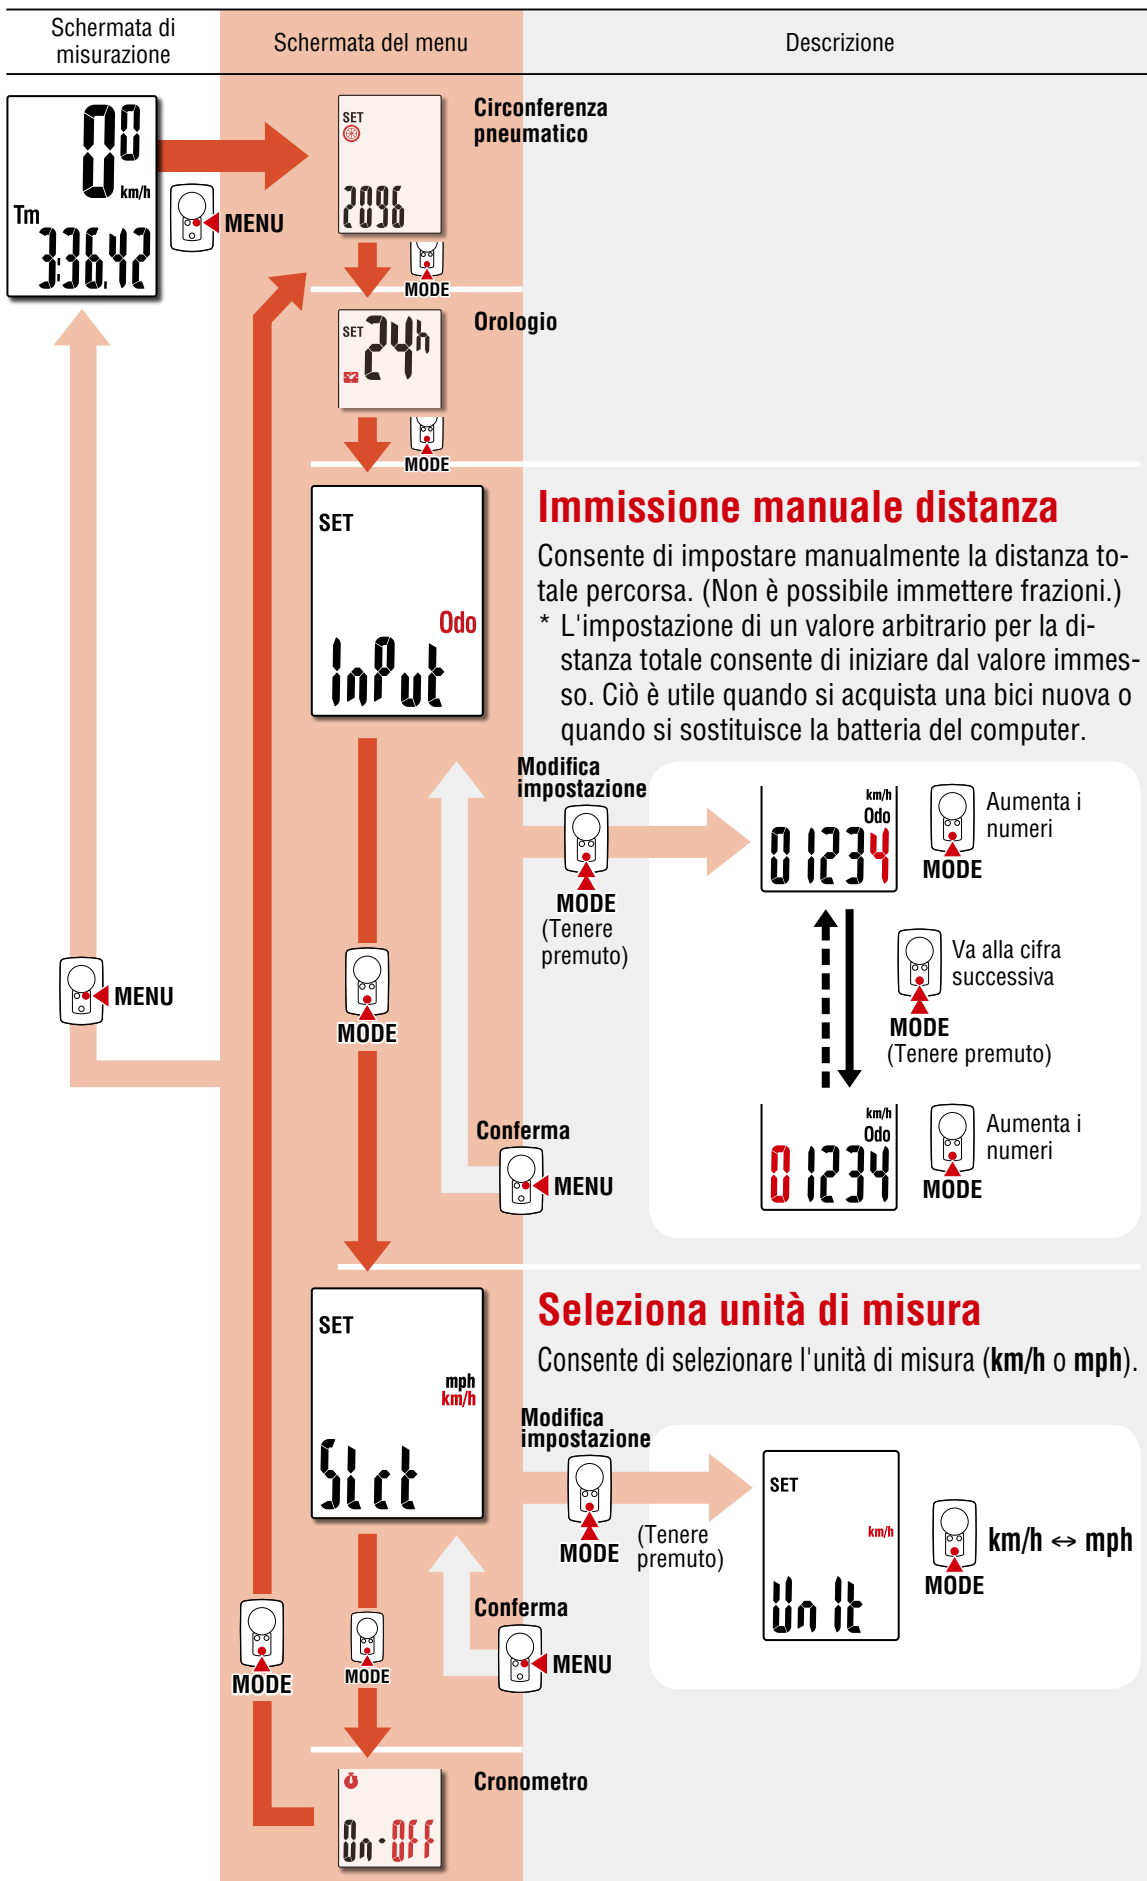 Schermata di
misurazione
Schermata del menu
Descrizione
00
km/h
Tm
3:36.42
MENU
SET
2096
Circonferenza
pneumatico
MODE
SET
24h
Orologio
MODE
SET
Odo
InPut
Immissione manuale distanza
Consente di impostare manualmente la distanza to-
tale percorsa. (Non è possibile immettere frazioni.)
* L'impostazione di un valore arbitrario per la di-
stanza totale consente di iniziare dal valore immes-
so. Ciò è utile quando si acquista una bici nuova o
quando si sostituisce la batteria del computer.
Modifica
impostazione
MODE
(Tenere
premuto)
km/h
Odo
01234
Aumenta i
numeri
MODE
Va alla cifra
successiva
MODE
(Tenere premuto)
km/h
Odo
01234
Aumenta i
numeri
MODE
MENU
MODE
Conferma
MENU
SET
mph
km/h
Slct
Seleziona unità di misura
Consente di selezionare l'unità di misura (km/h o mph).
Modifica
impostazione
MODE
(Tenere
premuto)
SET
km/h
Unit
km/h ↔ mph
MODE
Conferma
MENU
MODE
MODE
On-OFF
Cronometro